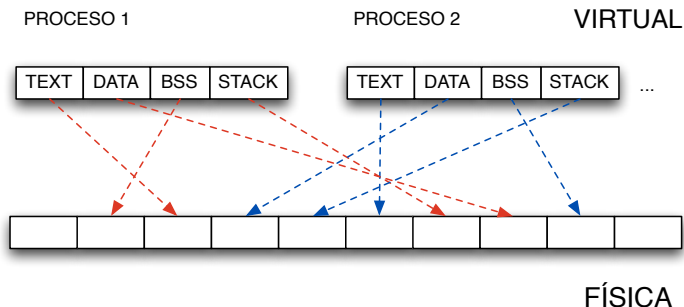 PROCESO 1 PROCESO 2 VIRTUAL
TEXT DATA BSS STACK TEXT DATA BSS STACK ...
FÍSICA